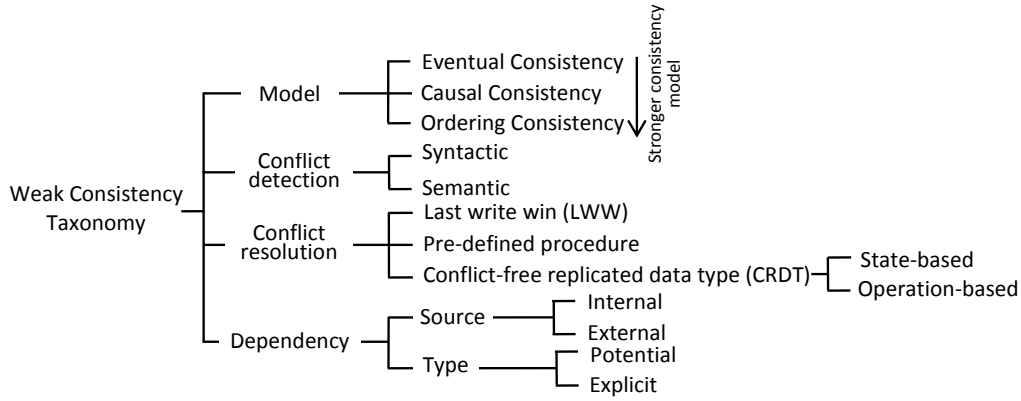 Weak Consistency
Taxonomy
Model
Eventual Consistency
Causal Consistency
Ordering Consistency
Stronger consistency
model
Conflict
detection
Syntactic
Semantic
Conflict
resolution
Last write win (LWW)
Pre-defined procedure
Conflict-free replicated data type (CRDT)
State-based
Operation-based
Dependency
Source
Internal
External
Type
Potential
Explicit